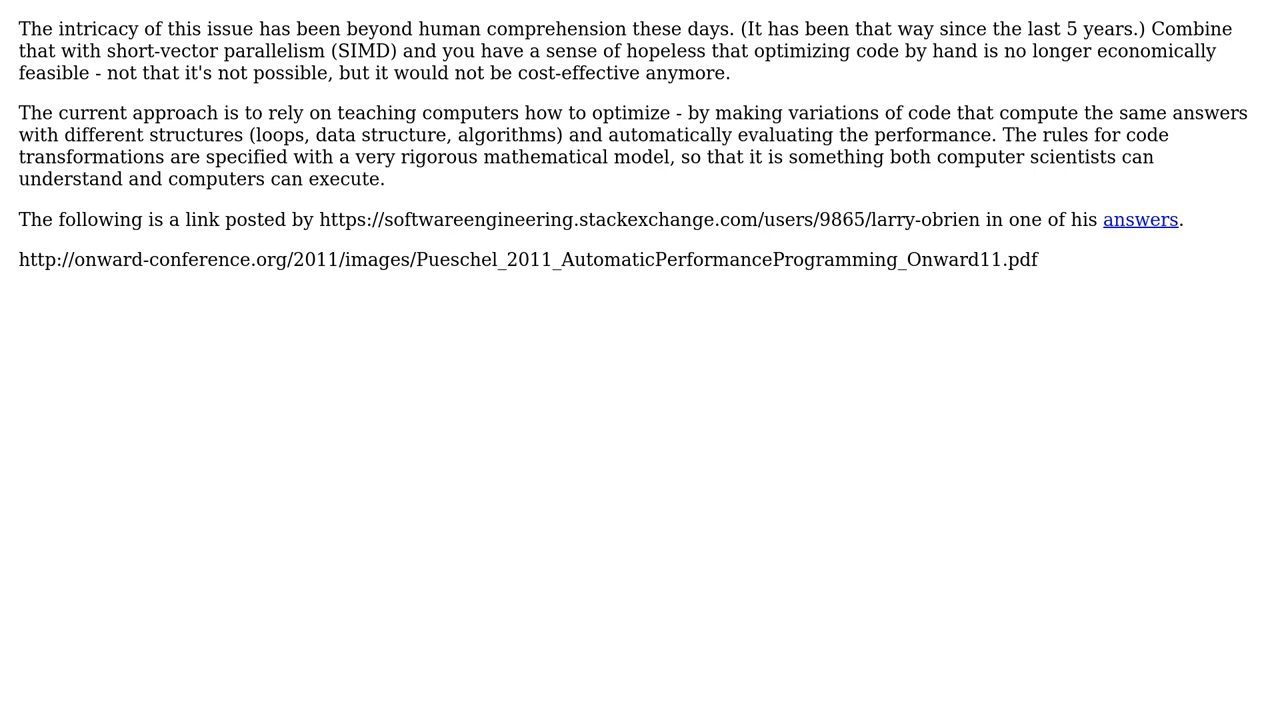 The intricacy of this issue has been beyond human comprehension these days. (It has been that way since the last 5 years.) Combine
that with short-vector parallelism (SIMD) and you have a sense of hopeless that optimizing code by hand is no longer economically
feasible - not that it's not possible, but it would not be cost-effective anymore.
The current approach is to rely on teaching computers how to optimize - by making variations of code that compute the same answers
with different structures (loops, data structure, algorithms) and automatically evaluating the performance. The rules for code
transformations are specified with a very rigorous mathematical model, so that it is something both computer scientists can
understand and computers can execute.
The following is a link posted by https://softwareengineering.stackexchange.com/users/9865/larry-obrien in one of his answers.
http://onward-conference.org/2011/images/Pueschel_2011_AutomaticPerformanceProgramming_Onward11.pdf